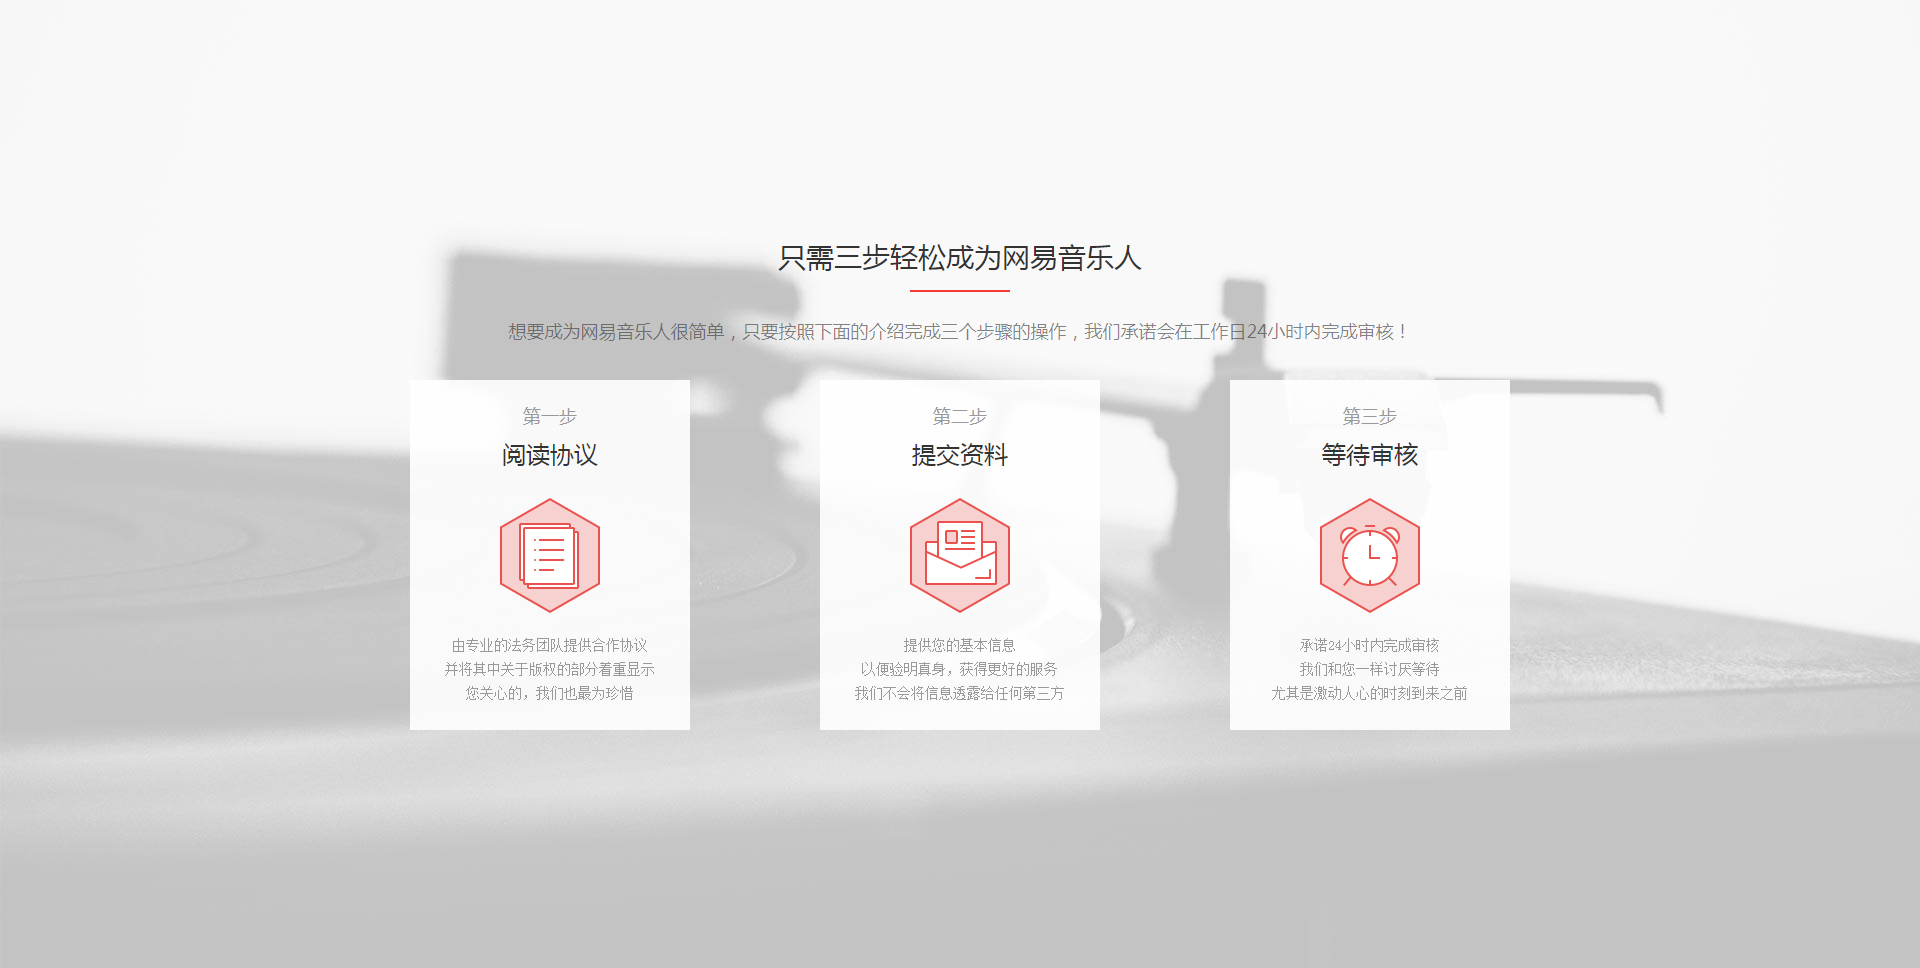 只需三步轻松成为网易音乐人
想要成为网易音乐人很简单，只要按照下面的介绍完成三个步骤的操作，我们承诺会在工作日24小时内完成审核！
第一步
阅读协议
由专业的法务团队提供合作协议
并将其中关于版权的部分着重显示
您关心的，我们也最为珍惜
第二步
提交资料
提供您的基本信息
以便验明真身，获得更好的服务
我们不会将信息透露给任何第三方
第三步
等待审核
承诺24小时内完成审核
我们和您一样讨厌等待
尤其是激动人心的时刻到来之前